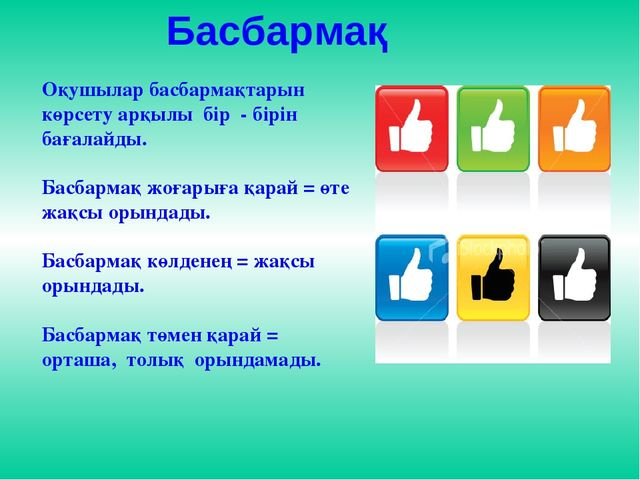 Басбармақ
Оқушылар басбармақтарын
көрсету арқылы бір - бірін
бағалайды.
Басбармақ жоғарыға қарай = өте
жақсы орындады.
Басбармақ көлденең = жақсы
орындады.
Басбармақ төмен қарай =
орташа, толық орындамады.